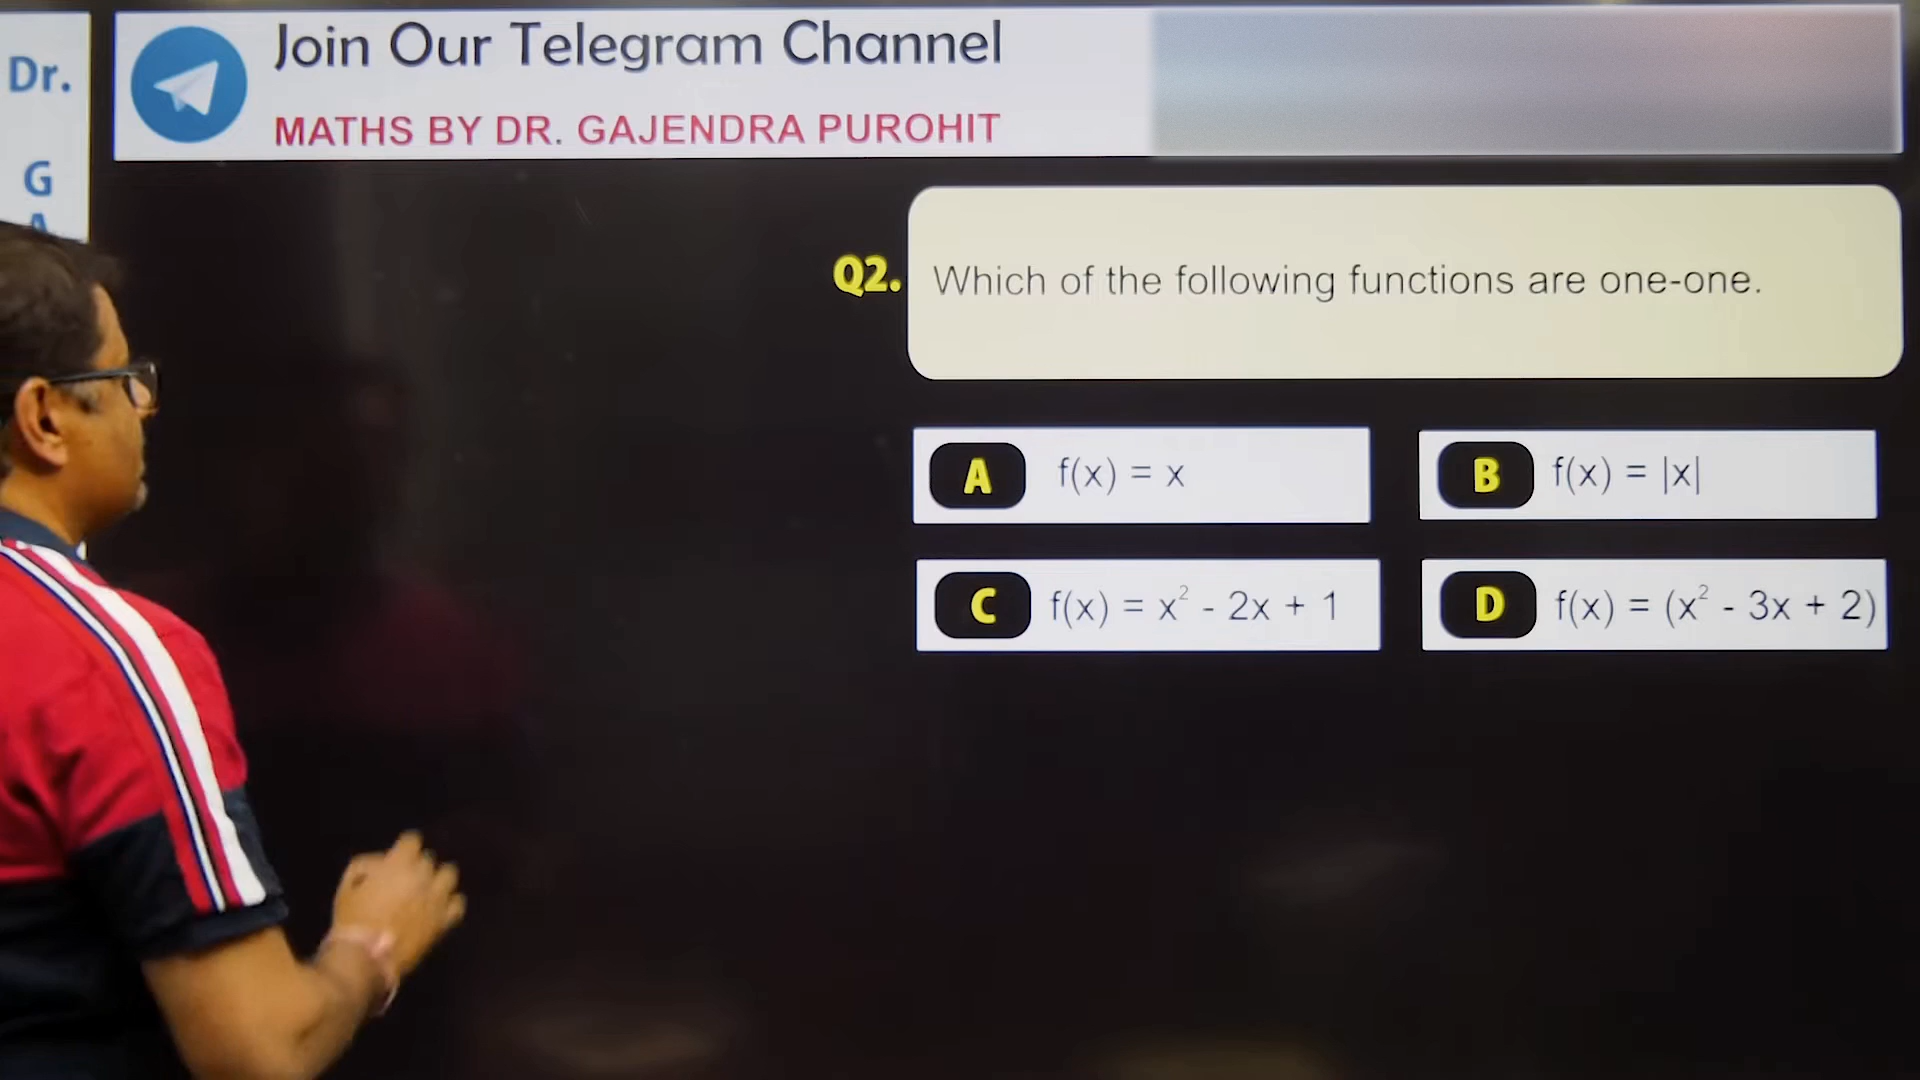 Dr.
G
A
Join Our Telegram Channel
MATHS BY DR. GAJENDRA PUROHIT
Q2. Which of the following functions are one-one.
A f(x) = x
B f(x) = |x|
C f(x) = x² - 2x + 1
D f(x) = (x² - 3x + 2)